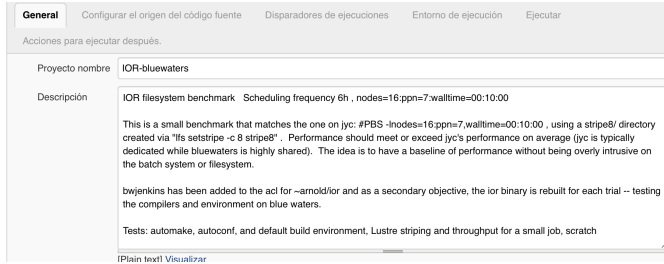 General Configurar el origen del código fuente Disparadores de ejecuciones Entorno de ejecución Ejecutar
Acciones para ejecutar después.
Proyecto nombre IOR-bluewaters
Descripción IOR filesystem benchmark Scheduling frequency 6h , nodes=16:ppn=7:walltime=00:10:00
This is a small benchmark that matches the one on jyc: #PBS -lnodes=16:ppn=7,walltime=00:10:00 , using a stripe8/ directory
created via "lfs setstripe -c 8 stripe8" . Performance should meet or exceed jyc's performance on average (jyc is typically
dedicated while bluewaters is highly shared). The idea is to have a baseline of performance without being overly intrusive on
the batch system or filesystem.
bwjenkins has been added to the acl for ~arnold/ior and as a secondary objective, the ior binary is rebuilt for each trial -- testing
the compilers and environment on blue waters.
Tests: automake, autoconf, and default build environment, Lustre striping and throughput for a small job, scratch
[Plain text] Visualizar